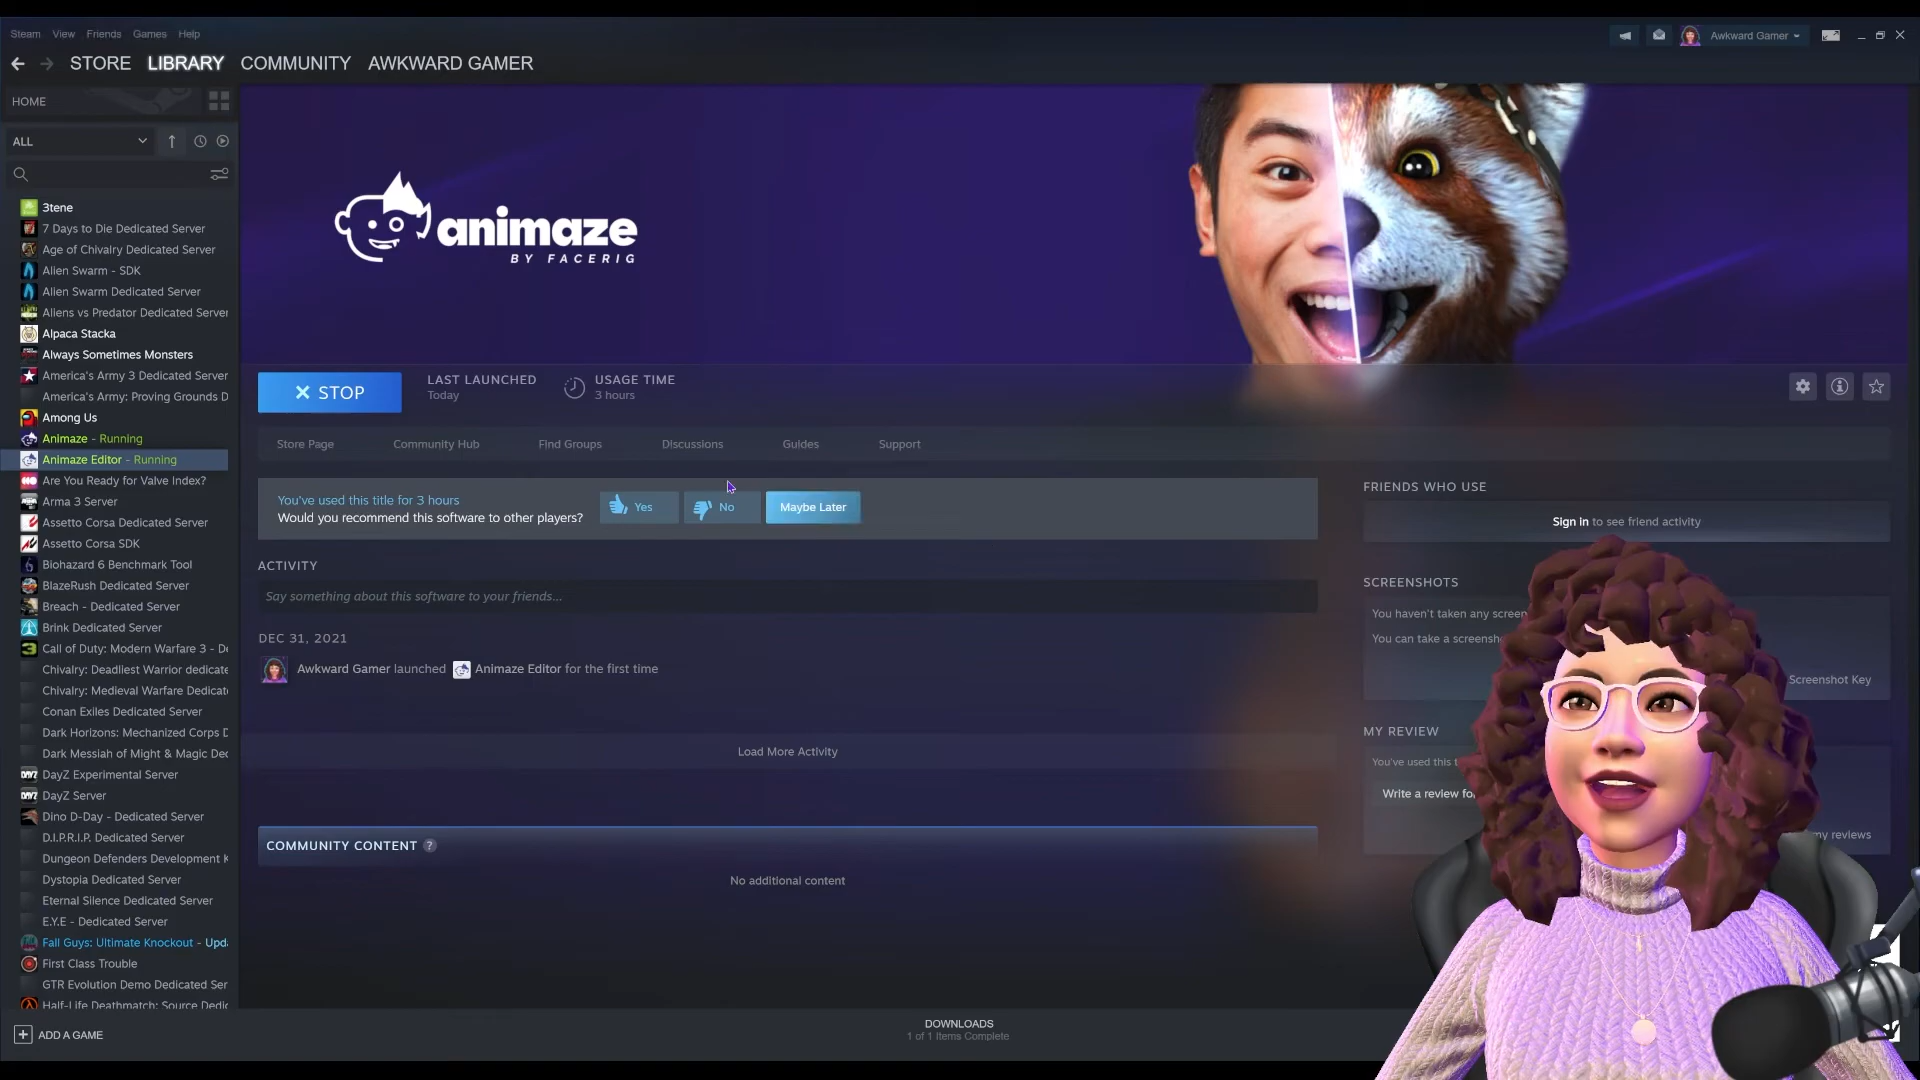 Steam View Friends Games Help
Awkward Gamer
STORE LIBRARY COMMUNITY AWKWARD GAMER
HOME
ALL
3tene
7 Days to Die Dedicated Server
Age of Chivalry Dedicated Server
Alien Swarm - SDK
Alien Swarm Dedicated Server
Aliens vs Predator Dedicated Server
Alpaca Stacka
Always Sometimes Monsters
America's Army 3 Dedicated Server
America's Army: Proving Grounds D
Among Us
Animaze - Running
Animaze Editor - Running
Are You Ready for Valve Index?
Arma 3 Server
Assetto Corsa Dedicated Server
Assetto Corsa SDK
Biohazard 6 Benchmark Tool
BlazeRush Dedicated Server
Breach - Dedicated Server
Brink Dedicated Server
Call of Duty: Modern Warfare 3 - De
Chivalry: Deadliest Warrior dedicate
Chivalry: Medieval Warfare Dedicat
Conan Exiles Dedicated Server
Dark Horizons: Mechanized Corps D
Dark Messiah of Might & Magic Dec
DayZ Experimental Server
DayZ Server
Dino D-Day - Dedicated Server
D.I.P.R.I.P. Dedicated Server
Dungeon Defenders Development K
Dystopia Dedicated Server
Eternal Silence Dedicated Server
E.Y.E - Dedicated Server
Fall Guys: Ultimate Knockout - Upda
First Class Trouble
GTR Evolution Demo Dedicated Ser
Half-Life Deathmatch: Source Dedic
ADD A GAME
animaze
BY FACERIG
STOP
LAST LAUNCHED
Today
USAGE TIME
3 hours
Store Page Community Hub Find Groups Discussions Guides Support
You've used this title for 3 hours
Would you recommend this software to other players?
Yes No Maybe Later
ACTIVITY
Say something about this software to your friends...
DEC 31, 2021
Awkward Gamer launched Animaze Editor for the first time
Load More Activity
COMMUNITY CONTENT ?
No additional content
FRIENDS WHO USE
Sign in to see friend activity
SCREENSHOTS
You haven't taken any screen
You can take a screensho
Screenshot Key
MY REVIEW
You've used this t
Write a review fo
my reviews
DOWNLOADS
1 of 1 Items Complete